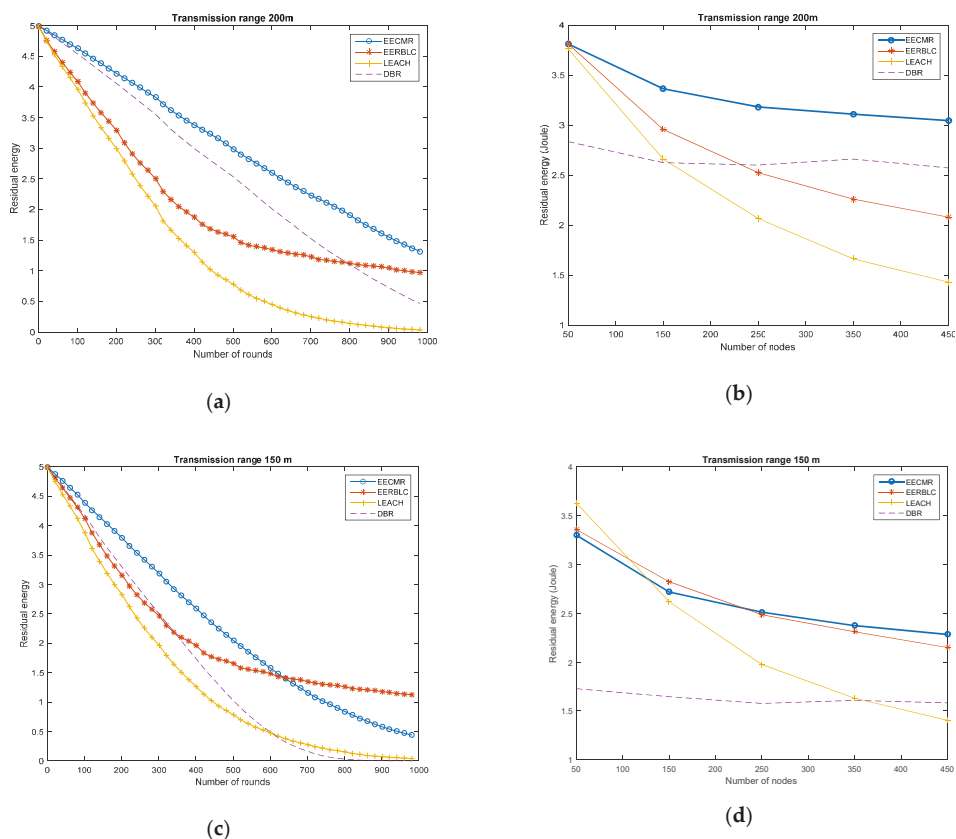 Transmission range 200m
EECMR
EERBLC
LEACH
DBR
Residual energy
5
4.5
4
3.5
3
2.5
2
1.5
1
0.5
0
0 100 200 300 400 500 600 700 800 900 1000
Number of rounds
(a)
Transmission range 200m
EECMR
EERBLC
LEACH
DBR
Residual energy (Joule)
4
3.5
3
2.5
2
1.5
1
50 100 150 200 250 300 350 400 450
Number of nodes
(b)
Transmission range 150 m
EECMR
EERBLC
LEACH
DBR
Residual energy
5
4.5
4
3.5
3
2.5
2
1.5
1
0.5
0
0 100 200 300 400 500 600 700 800 900 1000
Number of rounds
(c)
Transmission range 150 m
EECMR
EERBLC
LEACH
DBR
Residual energy (Joule)
4
3.5
3
2.5
2
1.5
1
50 100 150 200 250 300 350 400 450
Number of nodes
(d)